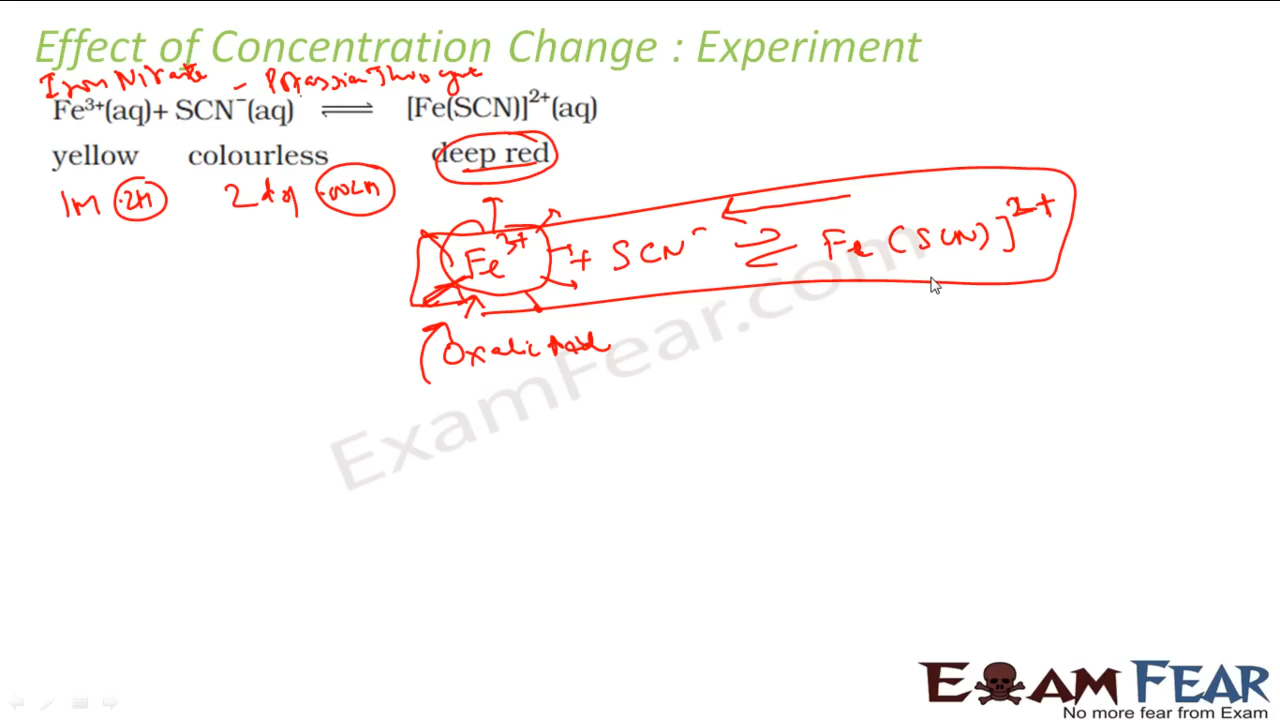 Effect of Concentration Change : Experiment
Iron Nitrate - Potassium
Fe³⁺(aq)+ SCN⁻(aq) ⇌ [Fe(SCN)]²⁺(aq)
yellow colourless deep red
1M .2M 2 .002M
Fe³⁺ + SCN⁻ ⇌ Fe(SCN)]²⁺
Oxalic Acid
ExamFear.com
EXAM FEAR
No more fear from Exam